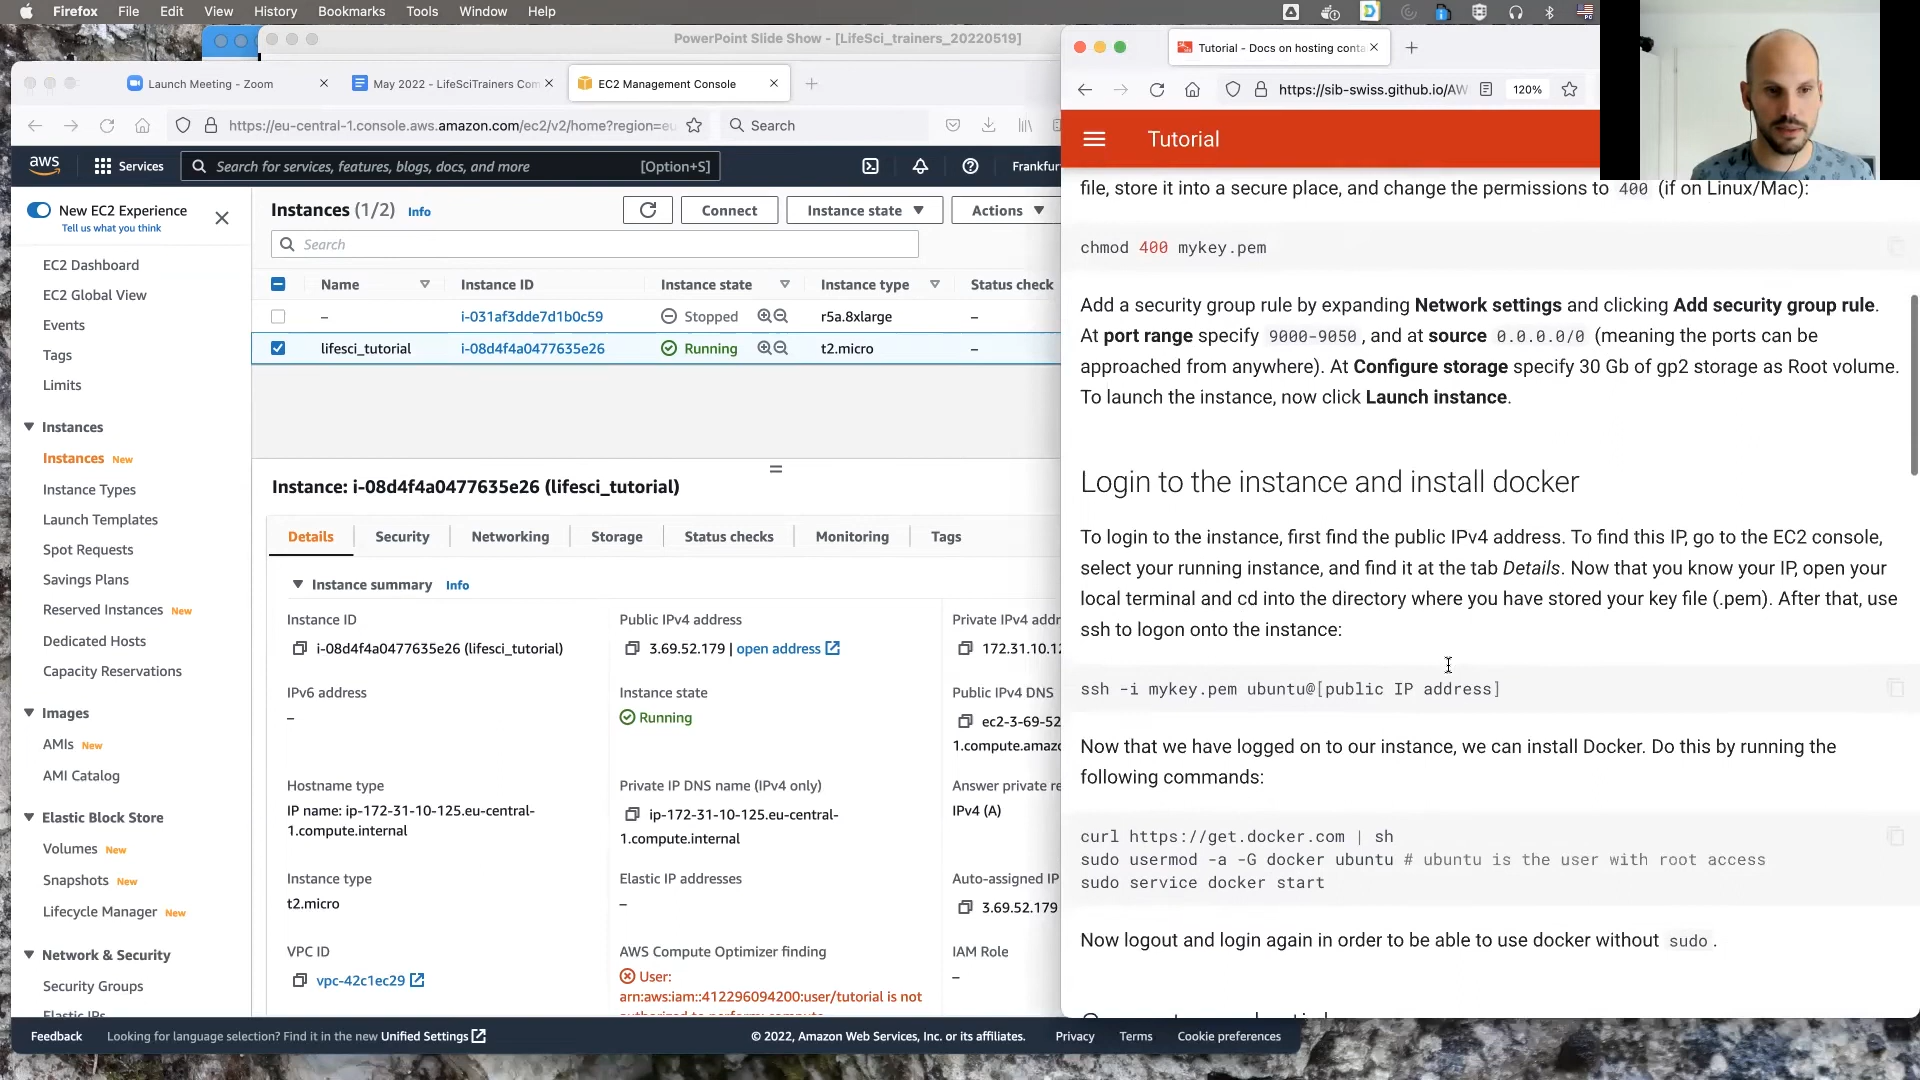 Firefox File Edit View History Bookmarks Tools Window Help
PowerPoint Slide Show - [LifeSci_trainers_20220519]
Launch Meeting - Zoom
May 2022 - LifeSciTrainers Com
EC2 Management Console
https://eu-central-1.console.aws.amazon.com/ec2/v2/home?region=eu
Search
aws
Services
Search for services, features, blogs, docs, and more
[Option+S]
Frankfur
New EC2 Experience
Tell us what you think
EC2 Dashboard
EC2 Global View
Events
Tags
Limits
Instances
Instances New
Instance Types
Launch Templates
Spot Requests
Savings Plans
Reserved Instances New
Dedicated Hosts
Capacity Reservations
Images
AMIs New
AMI Catalog
Elastic Block Store
Volumes New
Snapshots New
Lifecycle Manager New
Network & Security
Security Groups
Elastic IPs
Instances (1/2) Info
Connect
Instance state
Actions
Search
Name Instance ID Instance state Instance type Status check
– i-031af3dde7d1b0c59 Stopped r5a.8xlarge –
lifesci_tutorial i-08d4f4a0477635e26 Running t2.micro –
Instance: i-08d4f4a0477635e26 (lifesci_tutorial)
Details Security Networking Storage Status checks Monitoring Tags
Instance summary Info
Instance ID
i-08d4f4a0477635e26 (lifesci_tutorial)
Public IPv4 address
3.69.52.179 | open address
Private IPv4 addr
172.31.10.12
IPv6 address
–
Instance state
Running
Public IPv4 DNS
ec2-3-69-52
1.compute.amazo
Hostname type
IP name: ip-172-31-10-125.eu-central-
1.compute.internal
Private IP DNS name (IPv4 only)
ip-172-31-10-125.eu-central-
1.compute.internal
Answer private re
IPv4 (A)
Instance type
t2.micro
Elastic IP addresses
–
Auto-assigned IP
3.69.52.179
VPC ID
vpc-42c1ec29
AWS Compute Optimizer finding
User:
arn:aws:iam::412296094200:user/tutorial is not
authorized to perform: compute
IAM Role
–
Feedback
Looking for language selection? Find it in the new Unified Settings
© 2022, Amazon Web Services, Inc. or its affiliates.
Privacy Terms Cookie preferences
Tutorial - Docs on hosting conta
https://sib-swiss.github.io/AW
120%
Tutorial
file, store it into a secure place, and change the permissions to 400 (if on Linux/Mac):
chmod 400 mykey.pem
Add a security group rule by expanding Network settings and clicking Add security group rule.
At port range specify 9000-9050, and at source 0.0.0.0/0 (meaning the ports can be
approached from anywhere). At Configure storage specify 30 Gb of gp2 storage as Root volume.
To launch the instance, now click Launch instance.
Login to the instance and install docker
To login to the instance, first find the public IPv4 address. To find this IP, go to the EC2 console,
select your running instance, and find it at the tab Details. Now that you know your IP, open your
local terminal and cd into the directory where you have stored your key file (.pem). After that, use
ssh to logon onto the instance:
ssh -i mykey.pem ubuntu@[public IP address]
Now that we have logged on to our instance, we can install Docker. Do this by running the
following commands:
curl https://get.docker.com | sh
sudo usermod -a -G docker ubuntu # ubuntu is the user with root access
sudo service docker start
Now logout and login again in order to be able to use docker without sudo.